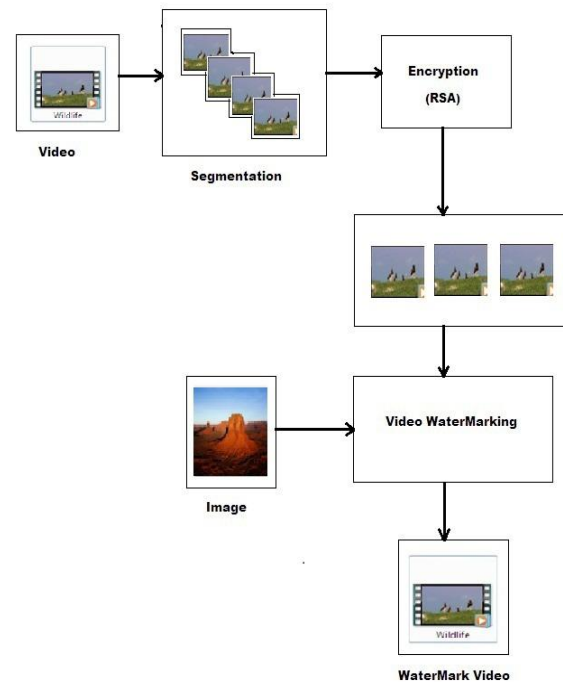 Wildlife
Video
Segmentation
Encryption
(RSA)
Video WaterMarking
Image
Wildlife
WaterMark Video